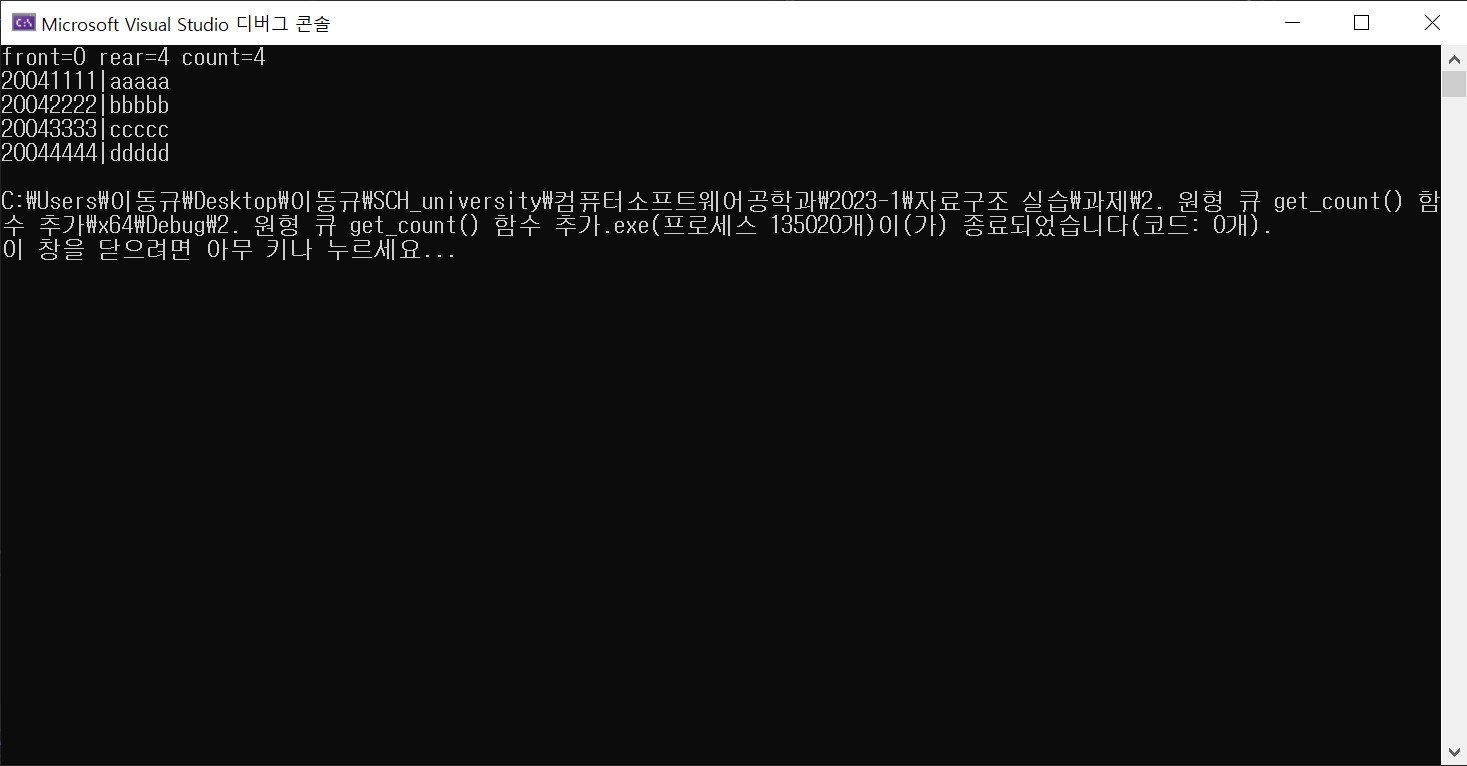 Microsoft Visual Studio 디버그 콘솔
front=0 rear=4 count=4
20041111|aaaaa
20042222|bbbbb
20043333|ccccc
20044444|ddddd
C:₩Users₩이동규₩Desktop₩이동규₩SCH_university₩컴퓨터소프트웨어공학과₩2023-1₩자료구조 실습₩과제₩2. 원형 큐 get_count() 함
수 추가₩x64₩Debug₩2. 원형 큐 get_count() 함수 추가.exe(프로세스 135020개)이(가) 종료되었습니다(코드: 0개).
이 창을 닫으려면 아무 키나 누르세요...